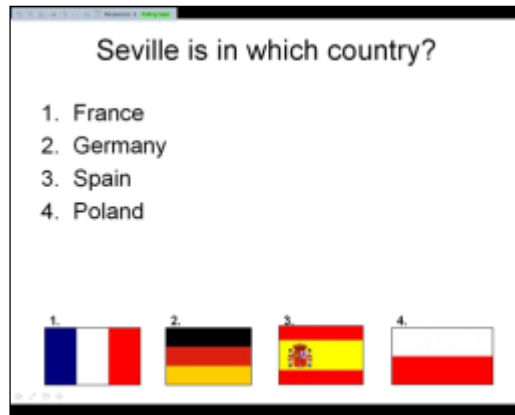 Seville is in which country?
1. France
2. Germany
3. Spain
4. Poland
1. 2. 3. 4.